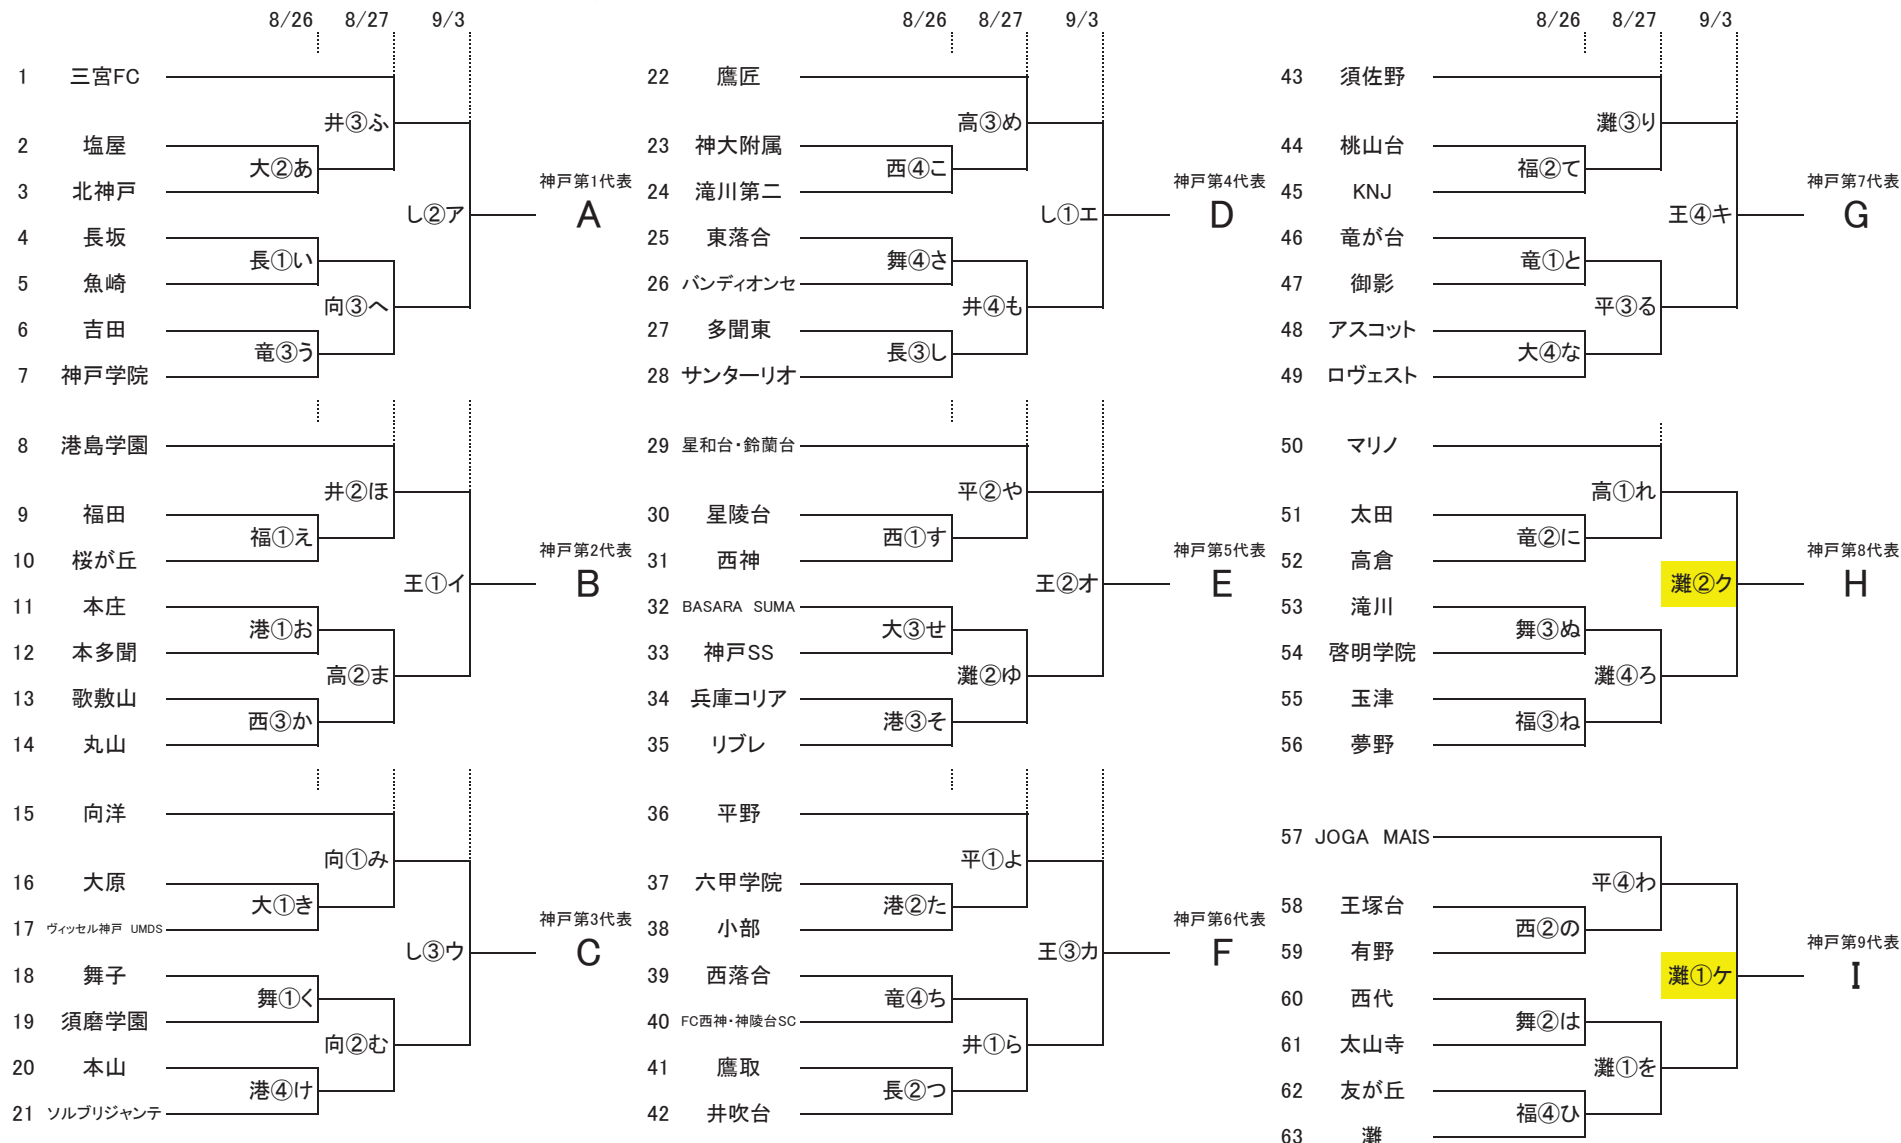 8/26 8/27 9/3
1 三宮FC
井③ふ
2 塩屋
大②あ
3 北神戸
神戸第1代表
し②ア
A
4 長坂
長①い
5 魚崎
向③へ
6 吉田
竜③う
7 神戸学院
8 港島学園
井②ほ
9 福田
福①え
10 桜が丘
神戸第2代表
王①イ
B
11 本庄
港①お
12 本多聞
高②ま
13 歌敷山
西③か
14 丸山
15 向洋
向①み
16 大原
大①き
17 ヴィッセル神戸 UMDS
神戸第3代表
し③ウ
C
18 舞子
舞①く
19 須磨学園
向②む
20 本山
港④け
21 ソルブリジャンテ
8/26 8/27 9/3
22 鷹匠
高③め
23 神大附属
西④こ
24 滝川第二
神戸第4代表
し①エ
D
25 東落合
舞④さ
26 バンディオンセ
井④も
27 多聞東
長③し
28 サンターリオ
29 星和台・鈴蘭台
平②や
30 星陵台
西①す
31 西神
神戸第5代表
王②オ
E
32 BASARA SUMA
大③せ
33 神戸SS
灘②ゆ
34 兵庫コリア
港③そ
35 リブレ
36 平野
平①よ
37 六甲学院
港②た
38 小部
神戸第6代表
王③カ
F
39 西落合
竜④ち
40 FC西神・神陵台SC
井①ら
41 鷹取
長②つ
42 井吹台
8/26 8/27 9/3
43 須佐野
灘③り
44 桃山台
福②て
45 KNJ
神戸第7代表
王④キ
G
46 竜が台
竜①と
47 御影
平③る
48 アスコット
大④な
49 ロヴェスト
50 マリノ
高①れ
51 太田
竜②に
52 高倉
神戸第8代表
灘②ク
H
53 滝川
舞③ぬ
54 啓明学院
灘④ろ
55 玉津
福③ね
56 夢野
57 JOGA MAIS
平④わ
58 王塚台
西②の
59 有野
神戸第9代表
灘①ケ
I
60 西代
舞②は
61 太山寺
灘①を
62 友が丘
福④ひ
63 灘